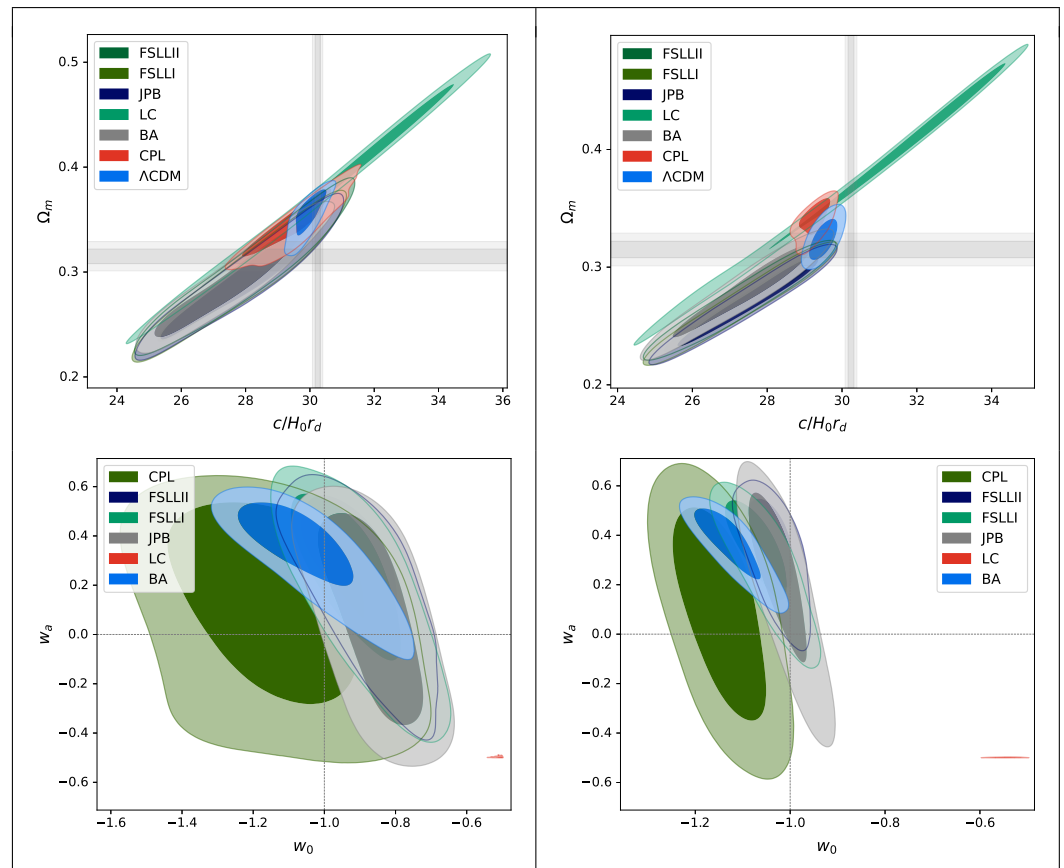 FSLLII
FSLLI
JPB
LC
BA
CPL
ΛCDM
0.5
0.4
0.3
0.2
Ωₘ
24 26 28 30 32 34 36
c/H₀r_d
FSLLII
FSLLI
JPB
LC
BA
CPL
ΛCDM
0.4
0.3
0.2
Ωₘ
24 26 28 30 32 34
c/H₀r_d
CPL
FSLLII
FSLLI
JPB
LC
BA
0.6
0.4
0.2
0.0
−0.2
−0.4
−0.6
wₐ
−1.6 −1.4 −1.2 −1.0 −0.8 −0.6
w₀
CPL
FSLLII
FSLLI
JPB
LC
BA
0.6
0.4
0.2
0.0
−0.2
−0.4
−0.6
wₐ
−1.2 −1.0 −0.8 −0.6
w₀